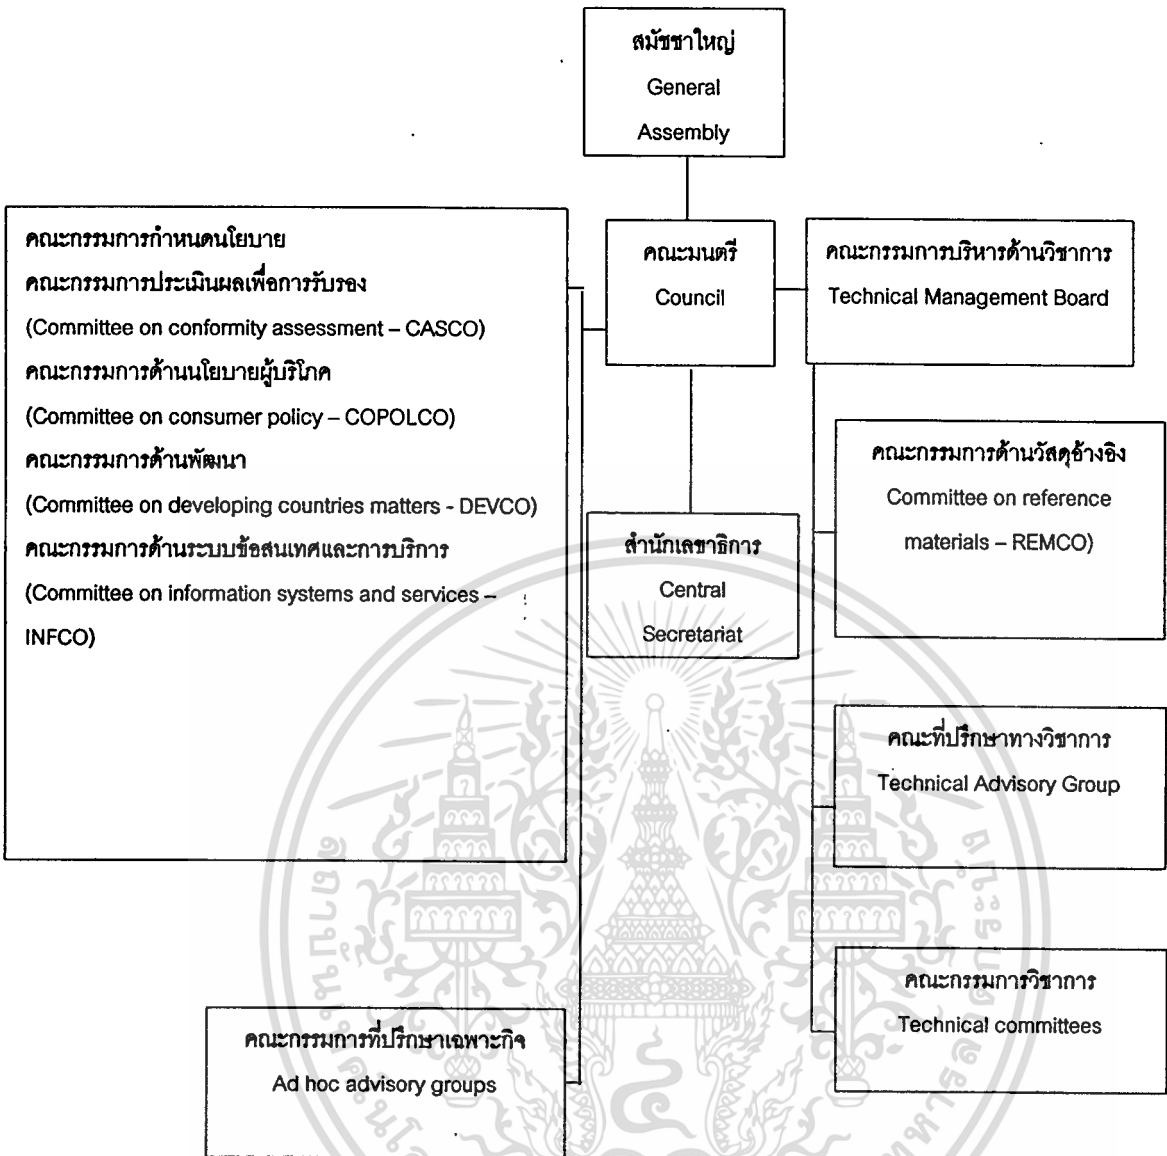 สมัชชาใหญ่
General
Assembly
คณะกรรมการกำหนดนโยบาย
คณะกรรมการประเมินผลเพื่อการรับรอง
(Committee on conformity assessment – CASCO)
คณะกรรมการด้านนโยบายผู้บริโภค
(Committee on consumer policy – COPOLCO)
คณะกรรมการด้านพัฒนา
(Committee on developing countries matters - DEVCO)
คณะกรรมการด้านระบบข้อสนเทศและการบริการ
(Committee on information systems and services –
INFCO)
คณะมนตรี
Council
คณะกรรมการบริหารด้านวิชาการ
Technical Management Board
คณะกรรมการด้านวัสดุอ้างอิง
Committee on reference
materials – REMCO)
สำนักเลขาธิการ
Central
Secretariat
คณะที่ปรึกษาทางวิชาการ
Technical Advisory Group
คณะกรรมการวิชาการ
Technical committees
คณะกรรมการที่ปรึกษาเฉพาะกิจ
Ad hoc advisory groups